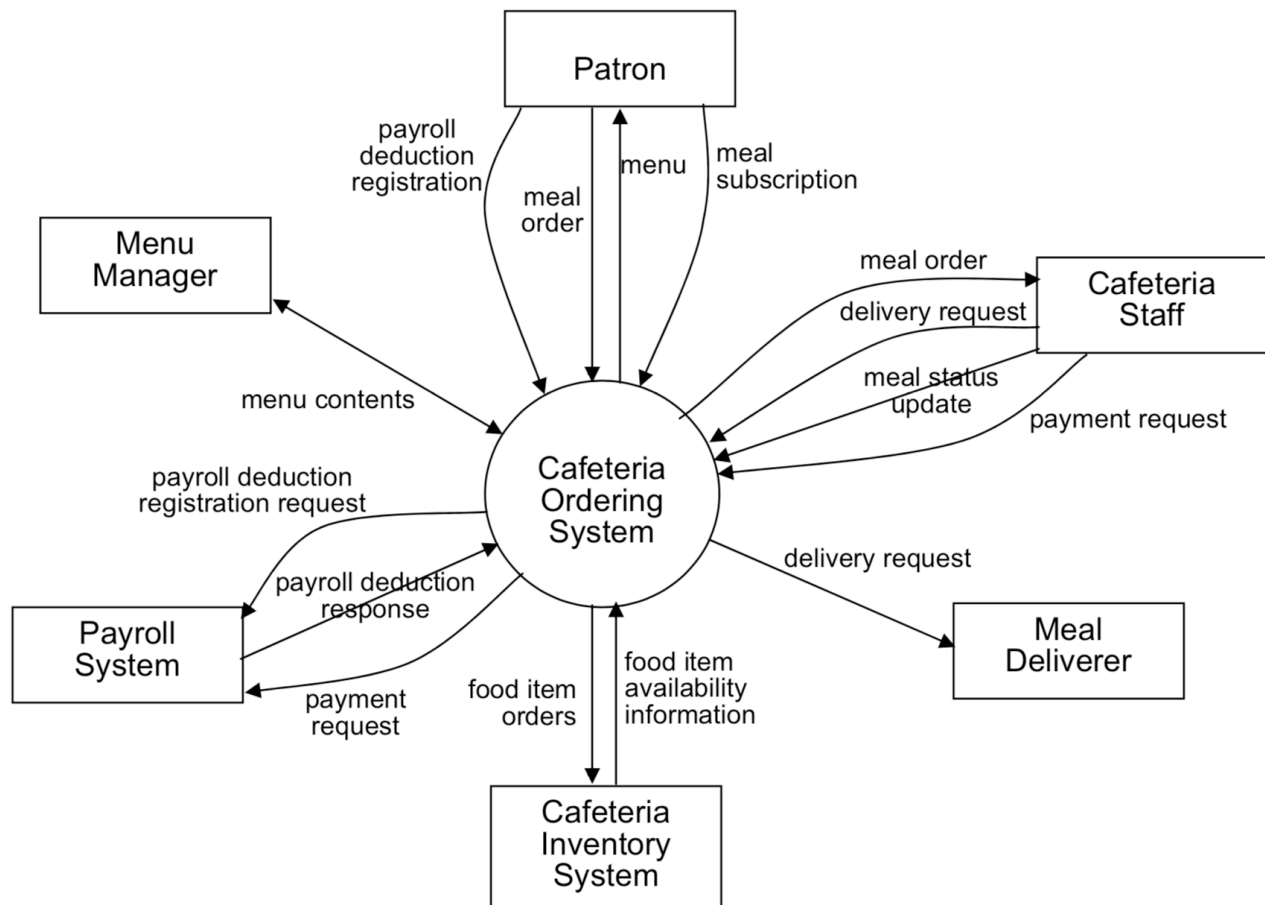 Patron
payroll
deduction
registration
meal
order
menu
meal
subscription
Menu
Manager
menu contents
meal order
delivery request
meal status
update
payment request
Cafeteria
Staff
Cafeteria
Ordering
System
payroll deduction
registration request
payroll deduction
response
payment
request
Payroll
System
food item
orders
food item
availability
information
delivery request
Meal
Deliverer
Cafeteria
Inventory
System